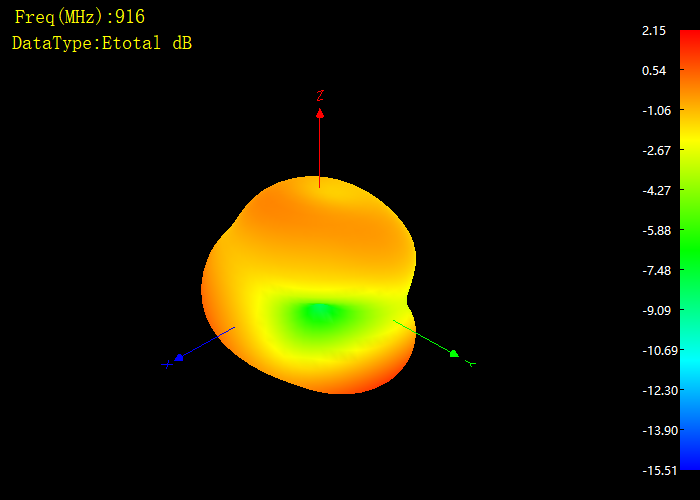 Freq(MHz):916
DataType:Etotal dB
2.15
0.54
-1.06
-2.67
-4.27
-5.88
-7.48
-9.09
-10.69
-12.30
-13.90
-15.51
Z
X
Y